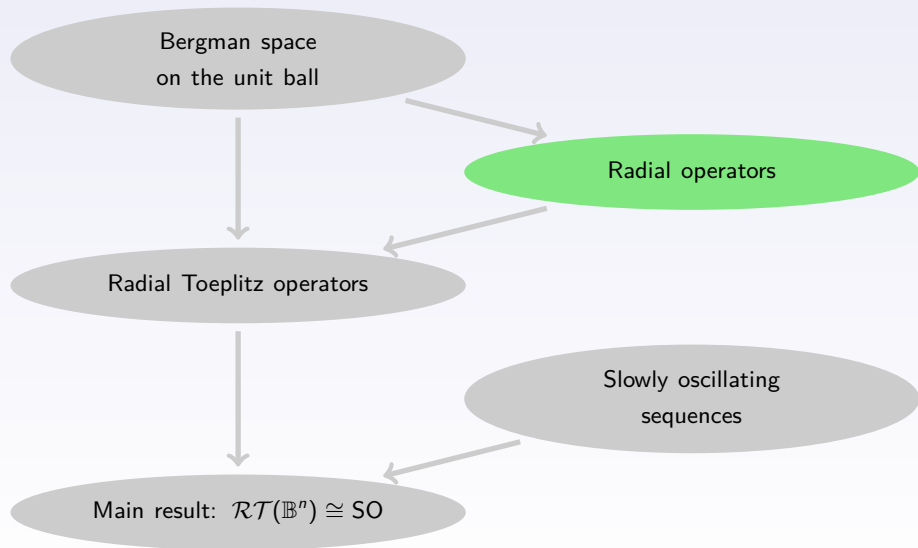 Bergman space
on the unit ball
Radial operators
Radial Toeplitz operators
Slowly oscillating
sequences
Main result: 𝓡𝓣(𝔹ⁿ) ≅ SO